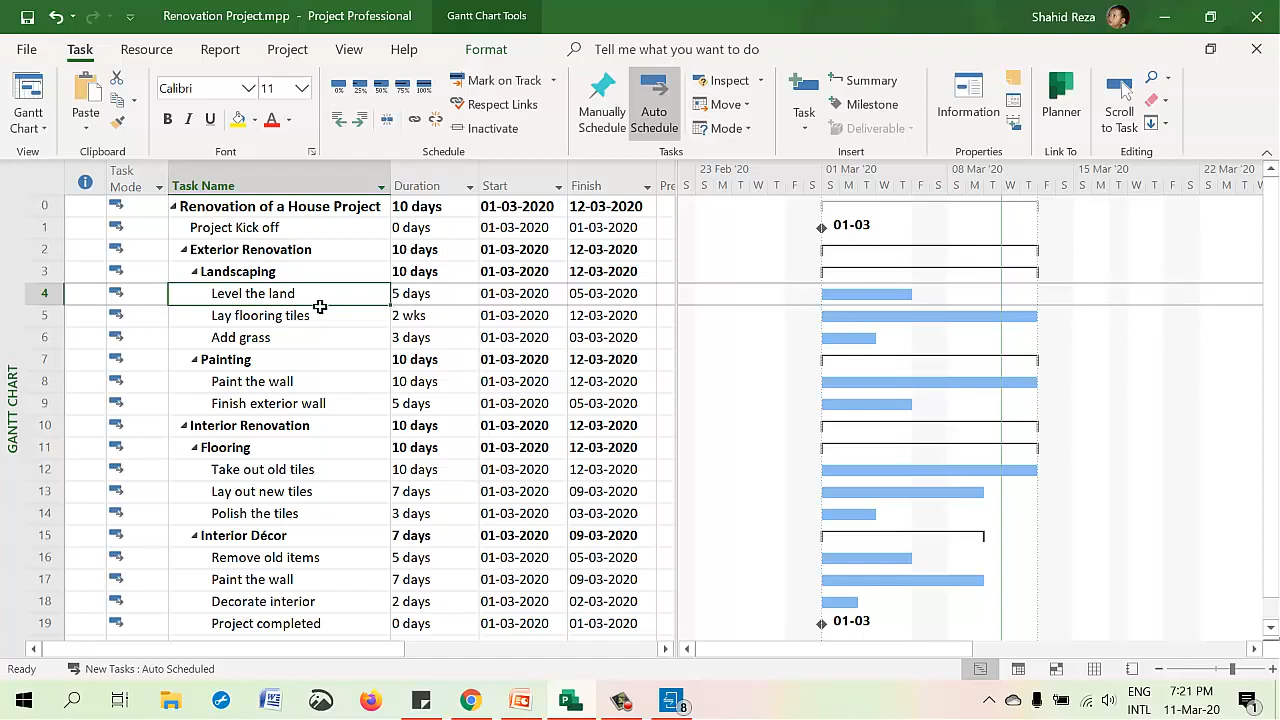 Renovation Project.mpp - Project Professional
Gantt Chart Tools
Shahid Reza
File Task Resource Report Project View Help Format Tell me what you want to do
Gantt Chart
View
Paste
Clipboard
Calibri 11
B I U A
Font
0% 25% 50% 75% 100%
Mark on Track
Respect Links
Inactivate
Schedule
Manually Schedule
Auto Schedule
Inspect
Move
Mode
Tasks
Task
Summary
Milestone
Deliverable
Insert
Information
Properties
Planner
Link To
Scroll to Task
Editing
Task Mode Task Name Duration Start Finish Pre
23 Feb '20 01 Mar '20 08 Mar '20 15 Mar '20 22 Mar '20
S S M T W T F S S M T W T F S S M T W T F S S M T W T F S S M T W
0 Renovation of a House Project 10 days 01-03-2020 12-03-2020
1 Project Kick off 0 days 01-03-2020 01-03-2020 01-03
2 Exterior Renovation 10 days 01-03-2020 12-03-2020
3 Landscaping 10 days 01-03-2020 12-03-2020
4 Level the land 5 days 01-03-2020 05-03-2020
5 Lay flooring tiles 2 wks 01-03-2020 12-03-2020
6 Add grass 3 days 01-03-2020 03-03-2020
7 Painting 10 days 01-03-2020 12-03-2020
8 Paint the wall 10 days 01-03-2020 12-03-2020
9 Finish exterior wall 5 days 01-03-2020 05-03-2020
10 Interior Renovation 10 days 01-03-2020 12-03-2020
11 Flooring 10 days 01-03-2020 12-03-2020
12 Take out old tiles 10 days 01-03-2020 12-03-2020
13 Lay out new tiles 7 days 01-03-2020 09-03-2020
14 Polish the tiles 3 days 01-03-2020 03-03-2020
15 Interior Décor 7 days 01-03-2020 09-03-2020
16 Remove old items 5 days 01-03-2020 05-03-2020
17 Paint the wall 7 days 01-03-2020 09-03-2020
18 Decorate interior 2 days 01-03-2020 02-03-2020
19 Project completed 0 days 01-03-2020 01-03-2020 01-03
GANTT CHART
Ready New Tasks : Auto Scheduled
8
ENG INTL
7:21 PM
11-Mar-20
1